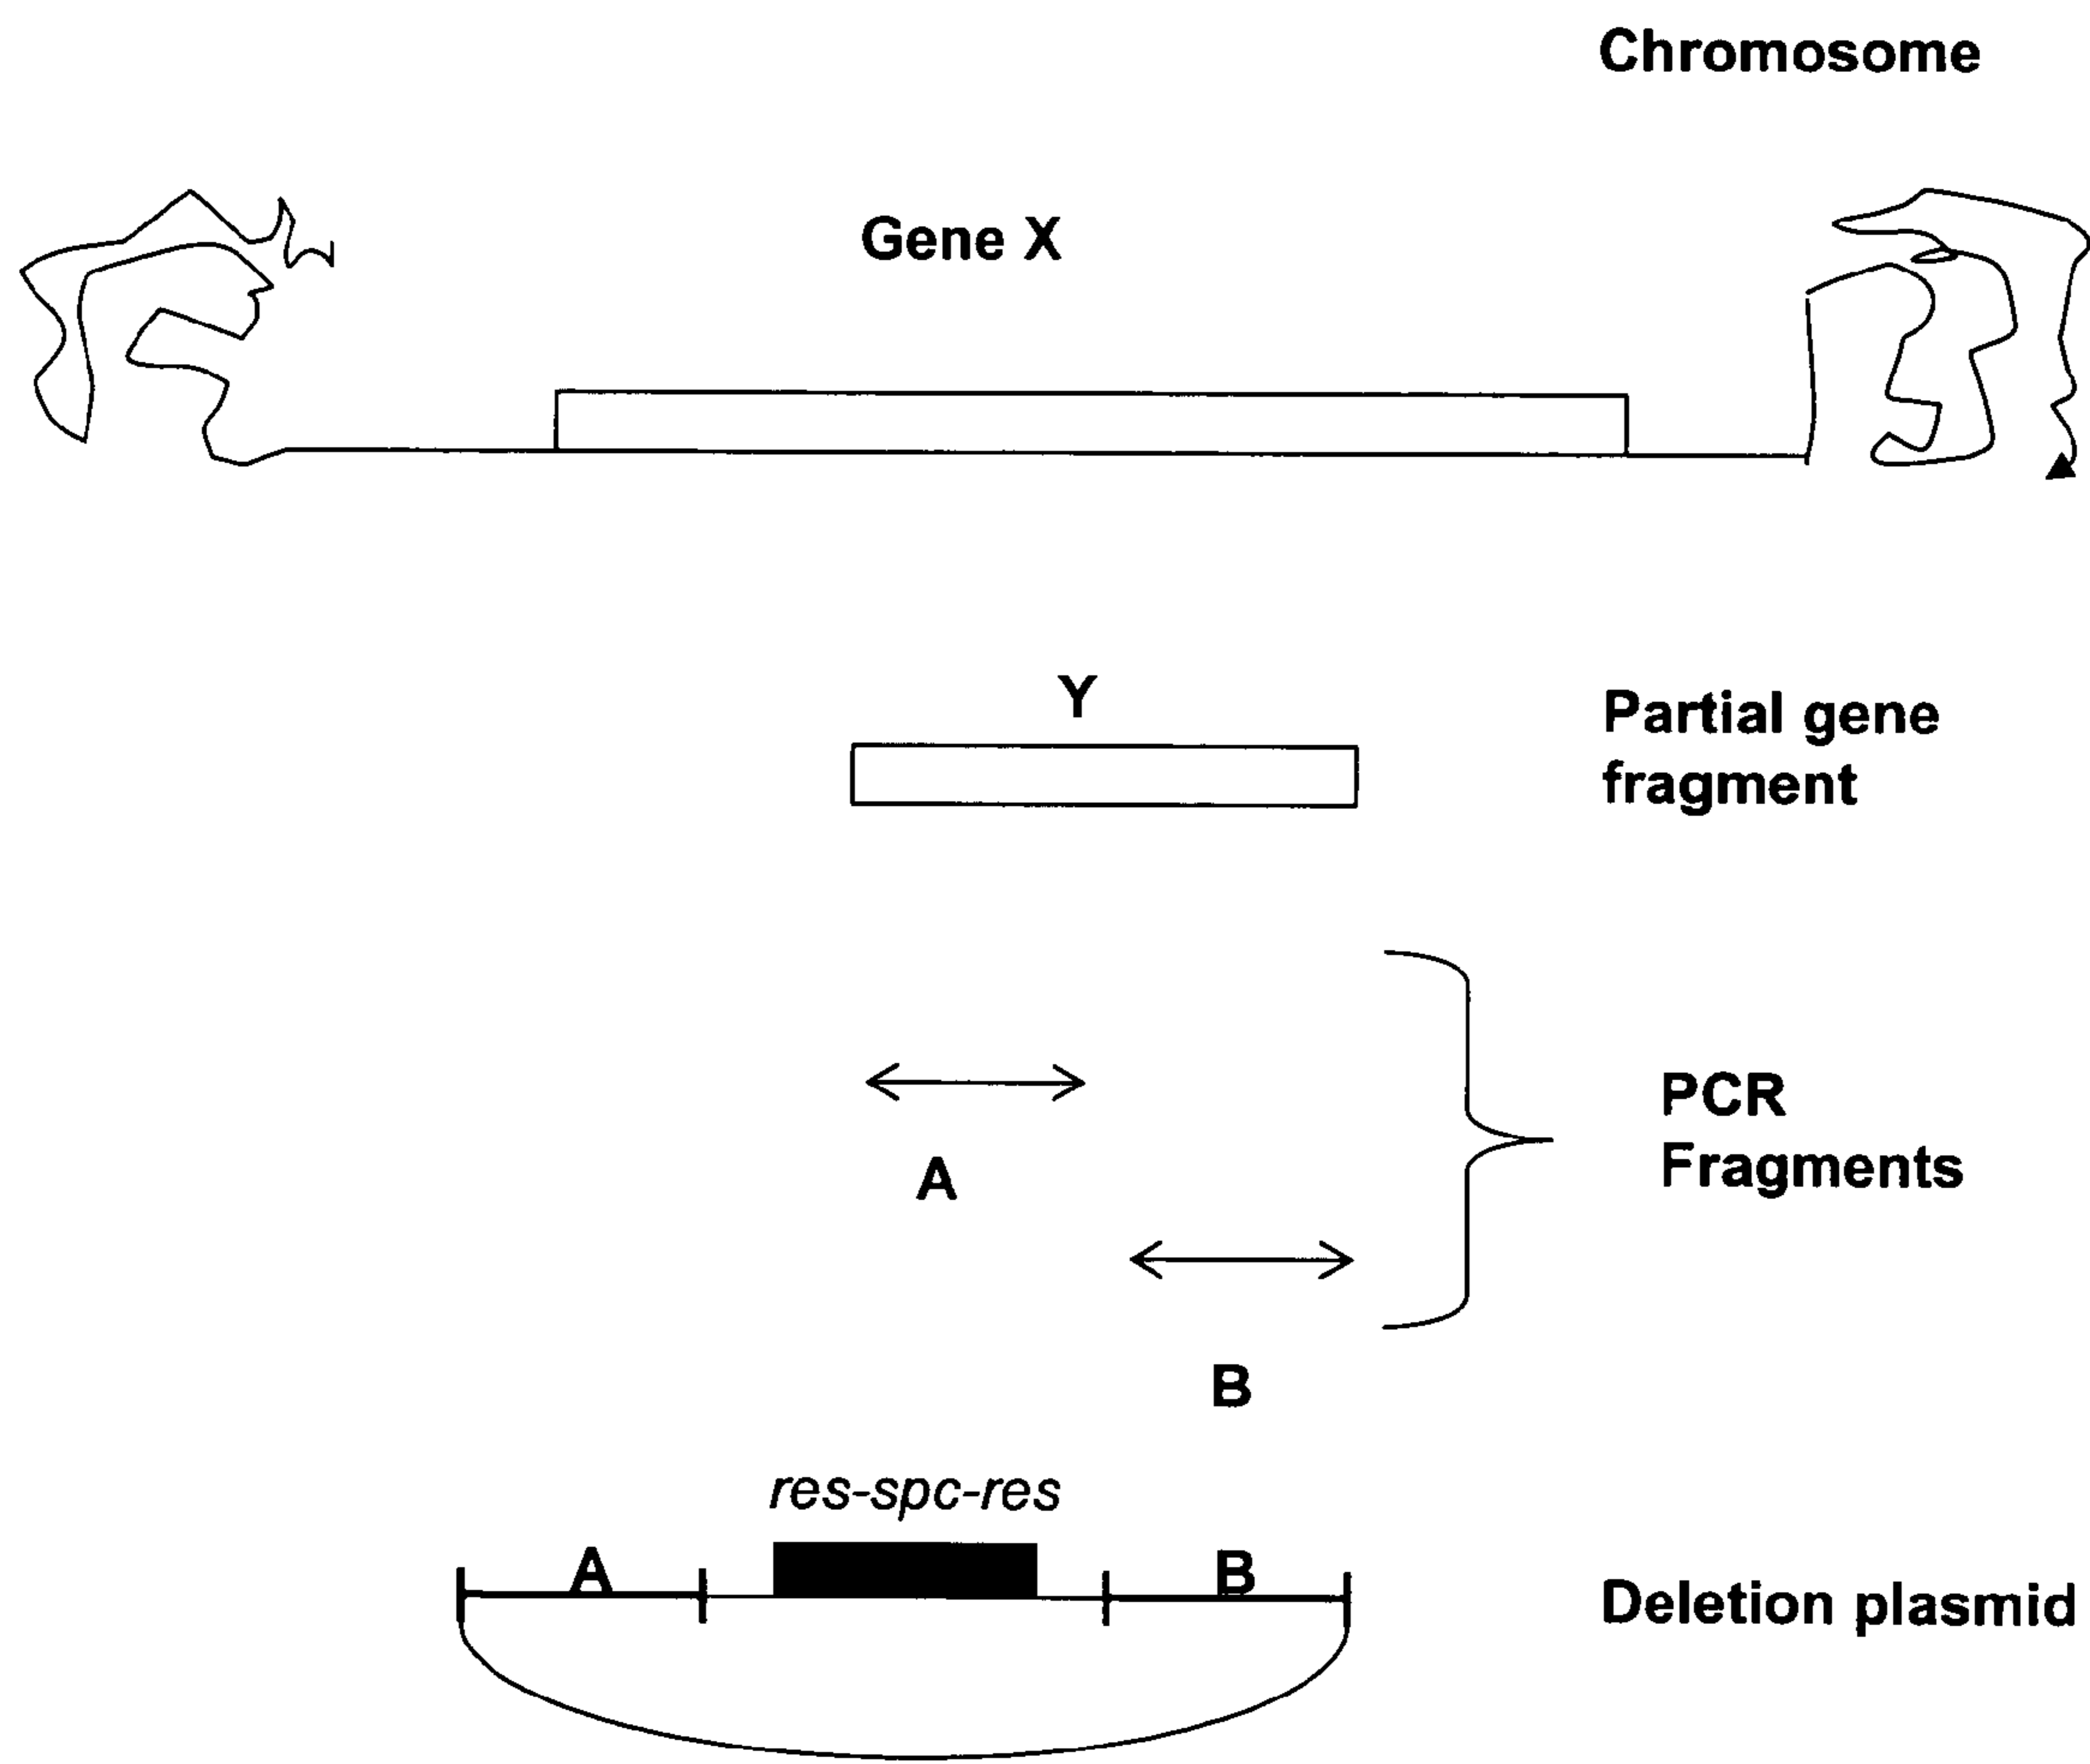 Chromosome
Gene X
Y
Partial gene
fragment
A
PCR
Fragments
B
res-spc-res
A
B
Deletion plasmid